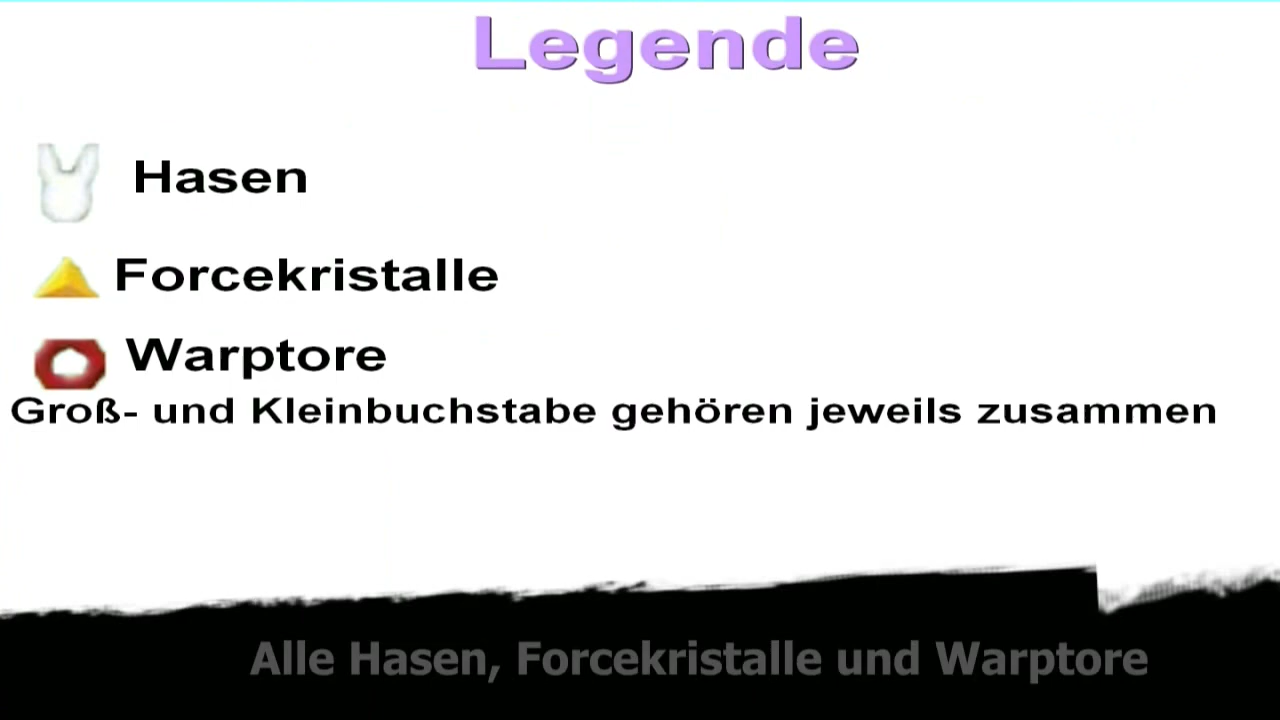 Legende
Hasen
Forcekristalle
Warptore
Groß- und Kleinbuchstabe gehören jeweils zusammen
Alle Hasen, Forcekristalle und Warptore